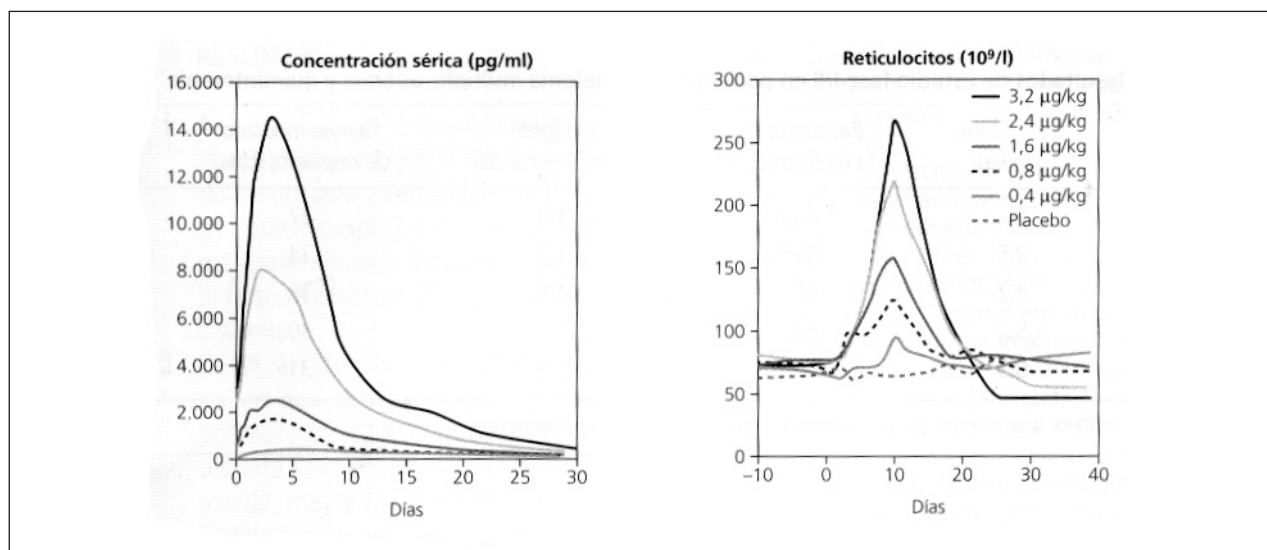 Concentración sérica (pg/ml)
16.000
14.000
12.000
10.000
8.000
6.000
4.000
2.000
0
0 5 10 15 20 25 30
Días
Reticulocitos (10⁹/l)
300
250
200
150
100
50
0
−10 0 10 20 30 40
Días
3,2 µg/kg
2,4 µg/kg
1,6 µg/kg
0,8 µg/kg
0,4 µg/kg
Placebo